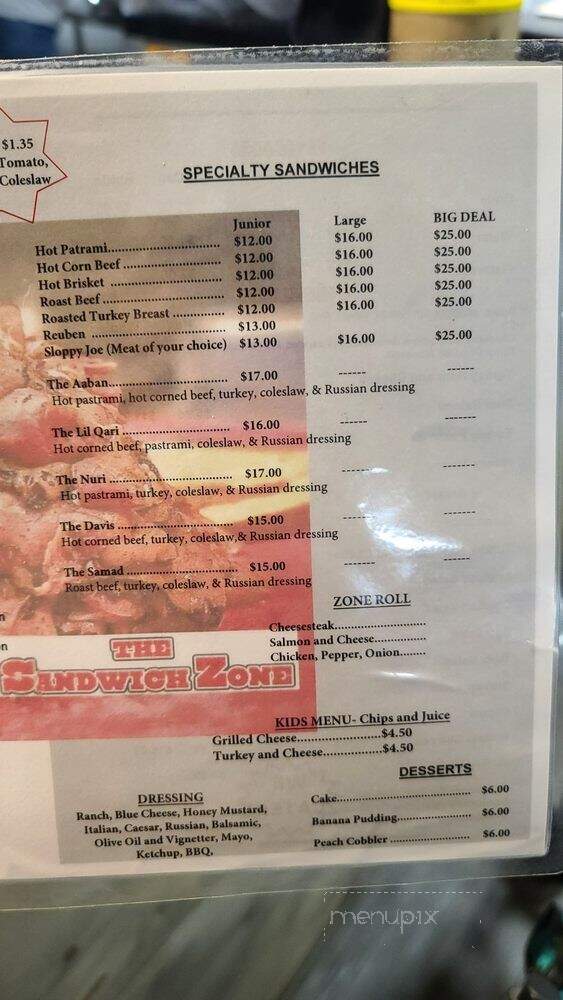 $1.35
Tomato,
Coleslaw
SPECIALTY SANDWICHES
Junior Large BIG DEAL
Hot Patrami.............................. $12.00 $16.00 $25.00
Hot Corn Beef .......................... $12.00 $16.00 $25.00
Hot Brisket .............................. $12.00 $16.00 $25.00
Roast Beef................................ $12.00 $16.00 $25.00
Roasted Turkey Breast .............. $12.00 $16.00 $25.00
Reuben .................................... $13.00
Sloppy Joe (Meat of your choice) $13.00 $16.00 $25.00
The Aaban................................ $17.00 ------ ------
Hot pastrami, hot corned beef, turkey, coleslaw, & Russian dressing
The Lil Qari .............................. $16.00 ------ -------
Hot corned beef, pastrami, coleslaw, & Russian dressing
The Nuri ................................. $17.00 ------ -------
Hot pastrami, turkey, coleslaw, & Russian dressing
The Davis ............................... $15.00 ------ ------
Hot corned beef, turkey, coleslaw,& Russian dressing
The Samad .............................. $15.00 ------- ------
Roast beef, turkey, coleslaw, & Russian dressing
ZONE ROLL
Cheesesteak.........................
Salmon and Cheese..............
Chicken, Pepper, Onion.......
n
n
THE
SANDWICH ZONE
KIDS MENU- Chips and Juice
Grilled Cheese.......................$4.50
Turkey and Cheese................$4.50
DESSERTS
Cake.................................... $6.00
Banana Pudding.................... $6.00
Peach Cobbler ...................... $6.00
DRESSING
Ranch, Blue Cheese, Honey Mustard,
Italian, Caesar, Russian, Balsamic,
Olive Oil and Vignetter, Mayo,
Ketchup, BBQ,
menupix